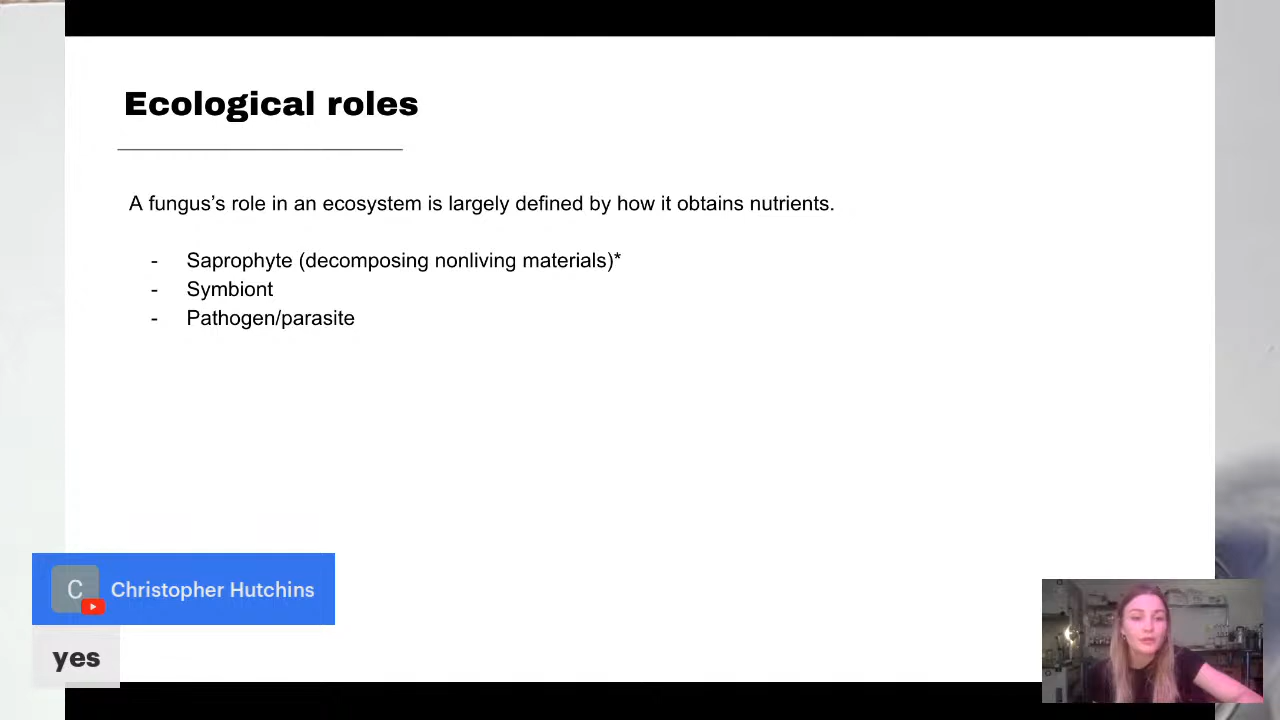 Ecological roles
A fungus’s role in an ecosystem is largely defined by how it obtains nutrients.
- Saprophyte (decomposing nonliving materials)*
- Symbiont
- Pathogen/parasite
C Christopher Hutchins
yes